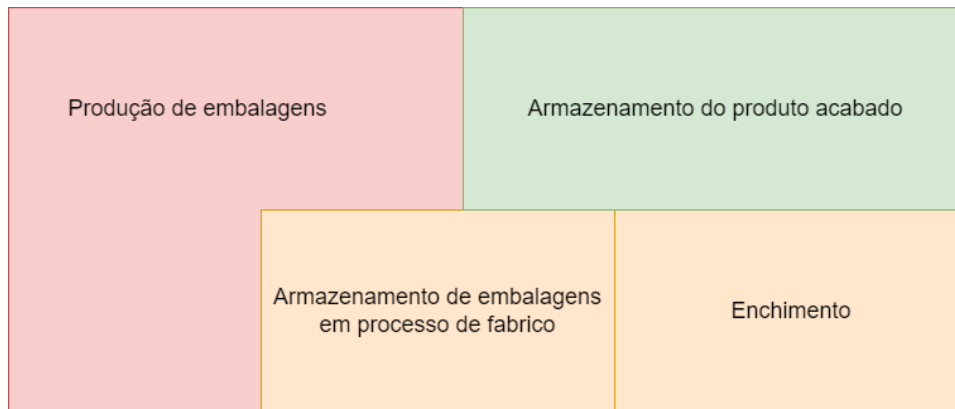 Produção de embalagens
Armazenamento do produto acabado
Armazenamento de embalagens
em processo de fabrico
Enchimento